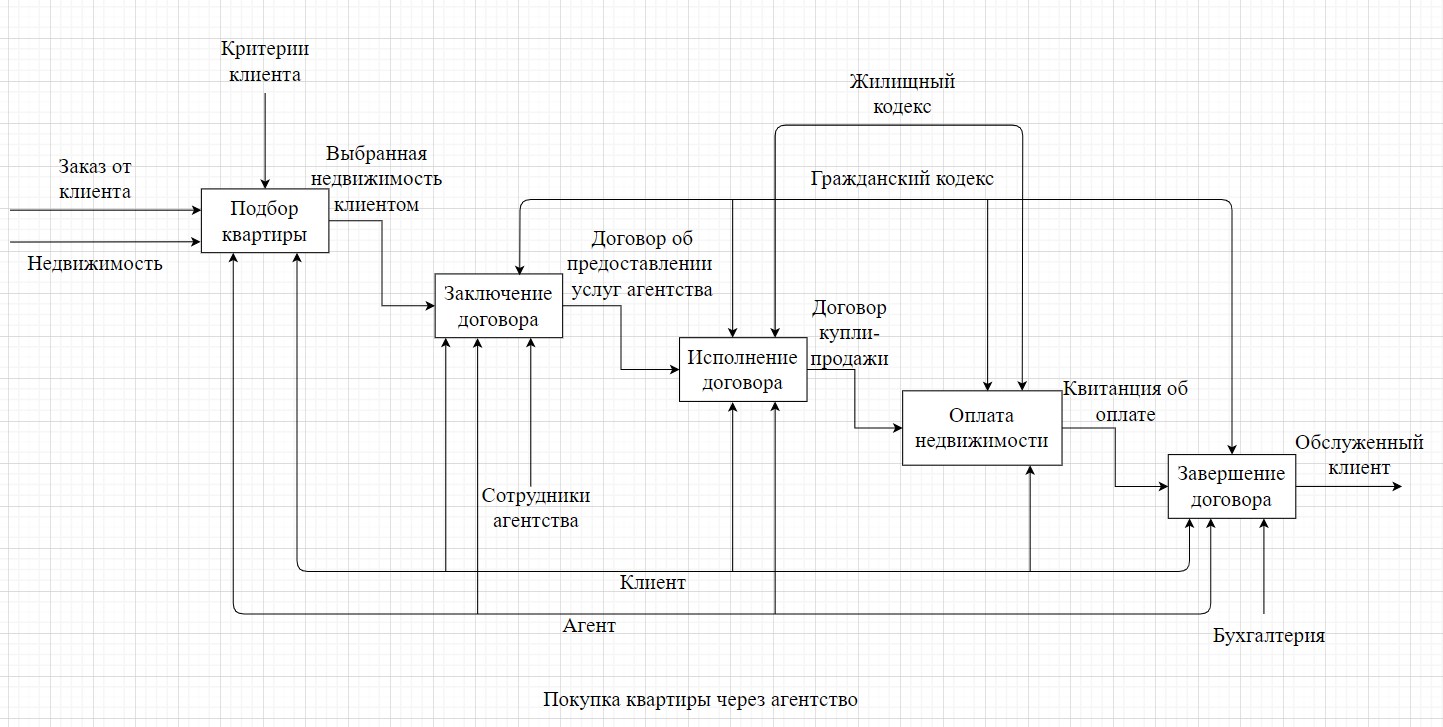 Критерии
клиента
Жилищный
кодекс
Заказ от
клиента
Выбранная
недвижимость
клиентом
Гражданский кодекс
Подбор
квартиры
Недвижимость
Договор об
предоставлении
услуг агентства
Заключение
договора
Договор
купли-
продажи
Исполнение
договора
Квитанция об
оплате
Оплата
недвижимости
Обслуженный
клиент
Завершение
договора
Сотрудники
агентства
Клиент
Агент
Бухгалтерия
Покупка квартиры через агентство